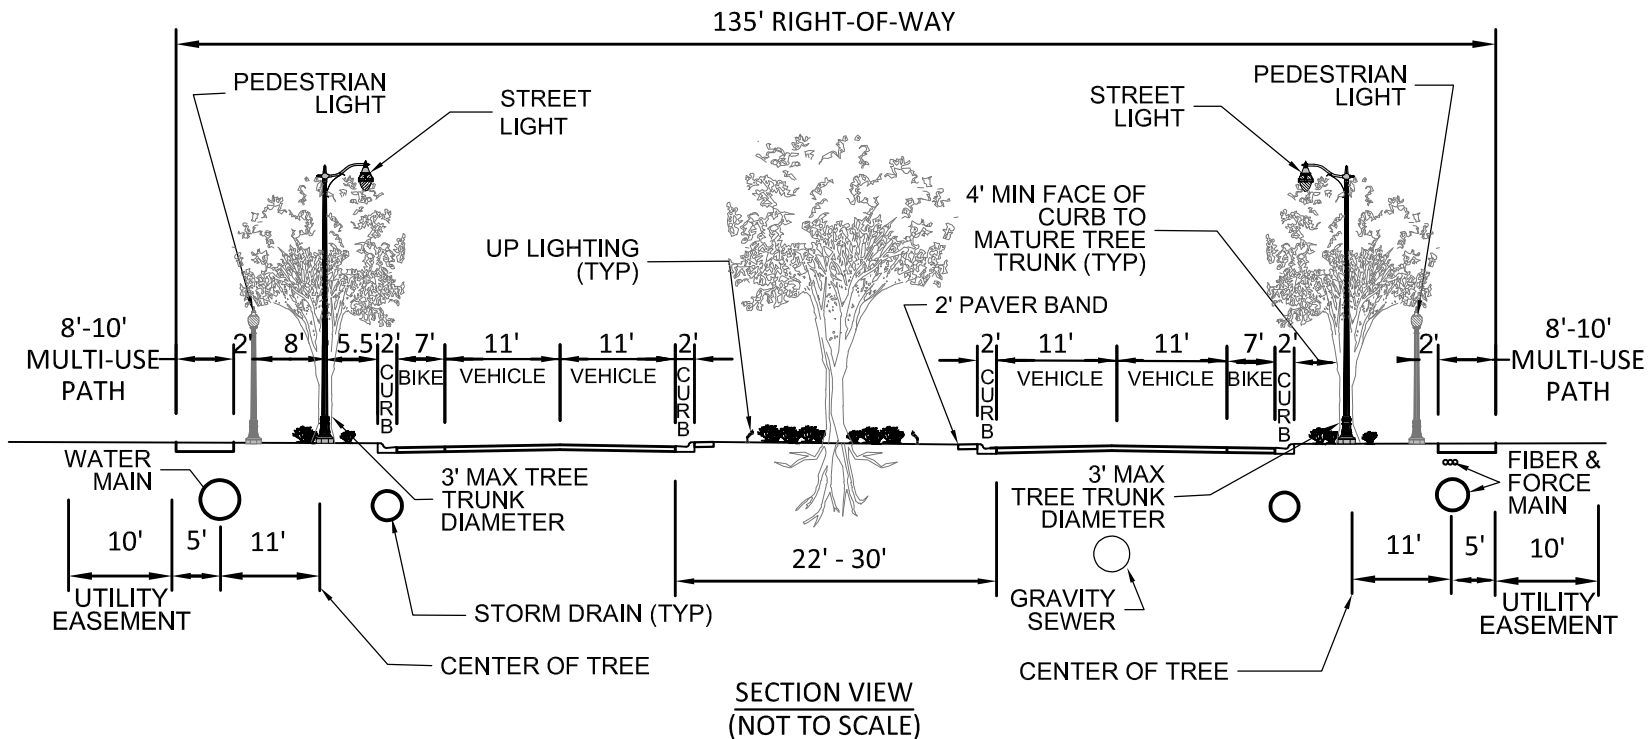 135' RIGHT-OF-WAY
PEDESTRIAN
LIGHT
STREET
LIGHT
STREET
LIGHT
PEDESTRIAN
LIGHT
UP LIGHTING
(TYP)
4' MIN FACE OF
CURB TO
MATURE TREE
TRUNK (TYP)
2' PAVER BAND
8'-10'
MULTI-USE
PATH
2'
8'
5.5'
2'
7'
11'
11'
2'
2'
11'
11'
7'
2'
2'
8'-10'
MULTI-USE
PATH
CURB
BIKE
VEHICLE
VEHICLE
CURB
CURB
VEHICLE
VEHICLE
BIKE
CURB
WATER
MAIN
3' MAX TREE
TRUNK
DIAMETER
3' MAX
TREE TRUNK
DIAMETER
FIBER &
FORCE
MAIN
10'
5'
11'
22' - 30'
11'
5'
10'
UTILITY
EASEMENT
STORM DRAIN (TYP)
GRAVITY
SEWER
UTILITY
EASEMENT
CENTER OF TREE
CENTER OF TREE
SECTION VIEW
(NOT TO SCALE)